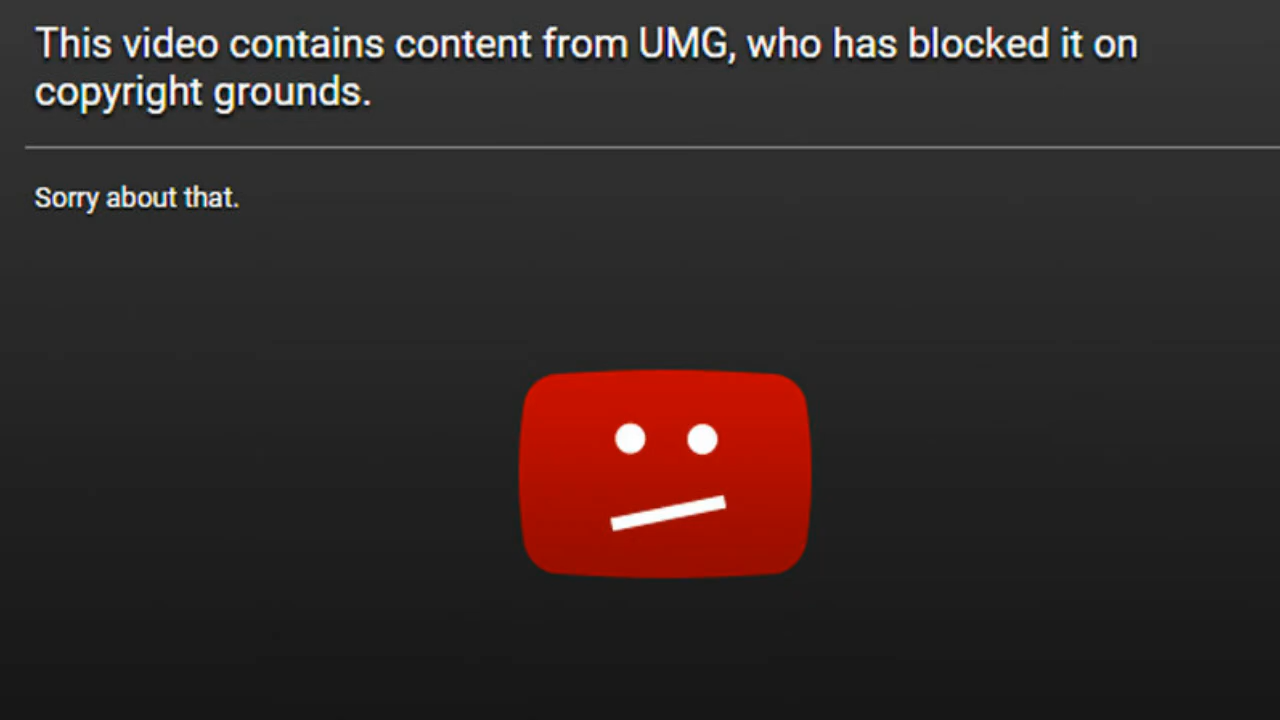 This video contains content from UMG, who has blocked it on
copyright grounds.
Sorry about that.